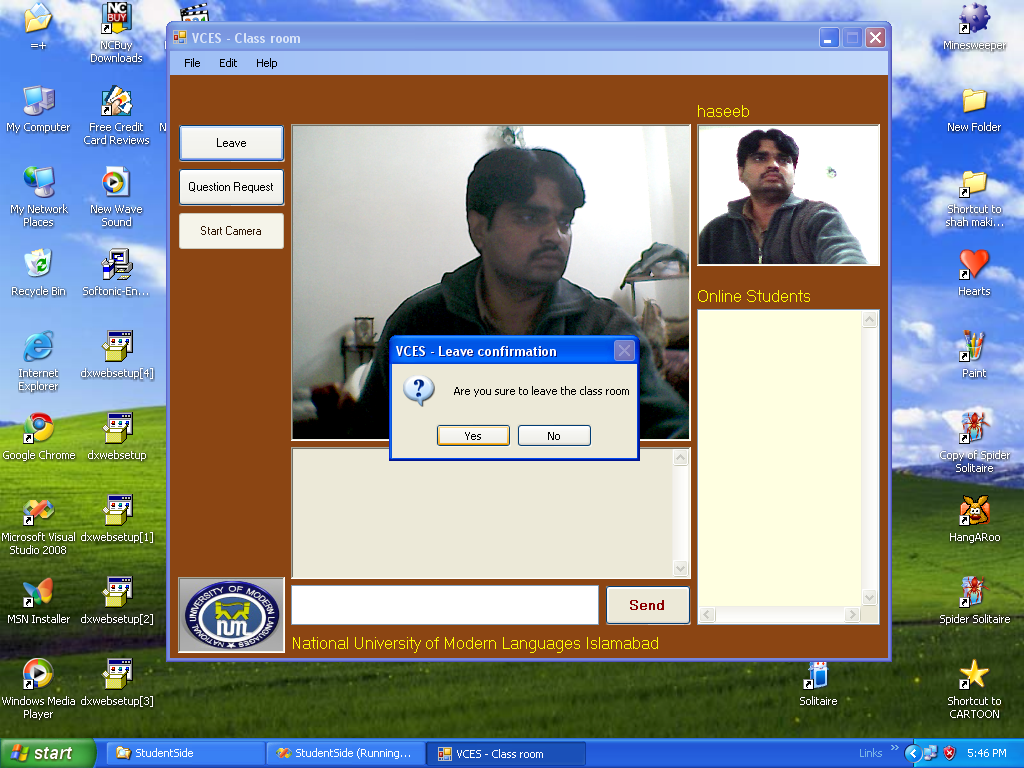 =+
NCBuy
Downloads
My Computer
Free Credit
Card Reviews
My Network
Places
New Wave
Sound
Recycle Bin
Softonic-En...
Internet
Explorer
dxwebsetup[4]
Google Chrome
dxwebsetup
Microsoft Visual
Studio 2008
dxwebsetup[1]
MSN Installer
dxwebsetup[2]
Windows Media
Player
dxwebsetup[3]
VCES - Class room
File Edit Help
Leave
Question Request
Start Camera
haseeb
Online Students
VCES - Leave confirmation
Are you sure to leave the class room
Yes No
Send
NATIONAL UNIVERSITY OF MODERN LANGUAGES
National University of Modern Languages Islamabad
Minesweeper
New Folder
Shortcut to
shah maki...
Hearts
Paint
Copy of Spider
Solitaire
HangARoo
Spider Solitaire
Solitaire
Shortcut to
CARTOON
start
StudentSide
StudentSide (Running...
VCES - Class room
Links
5:46 PM